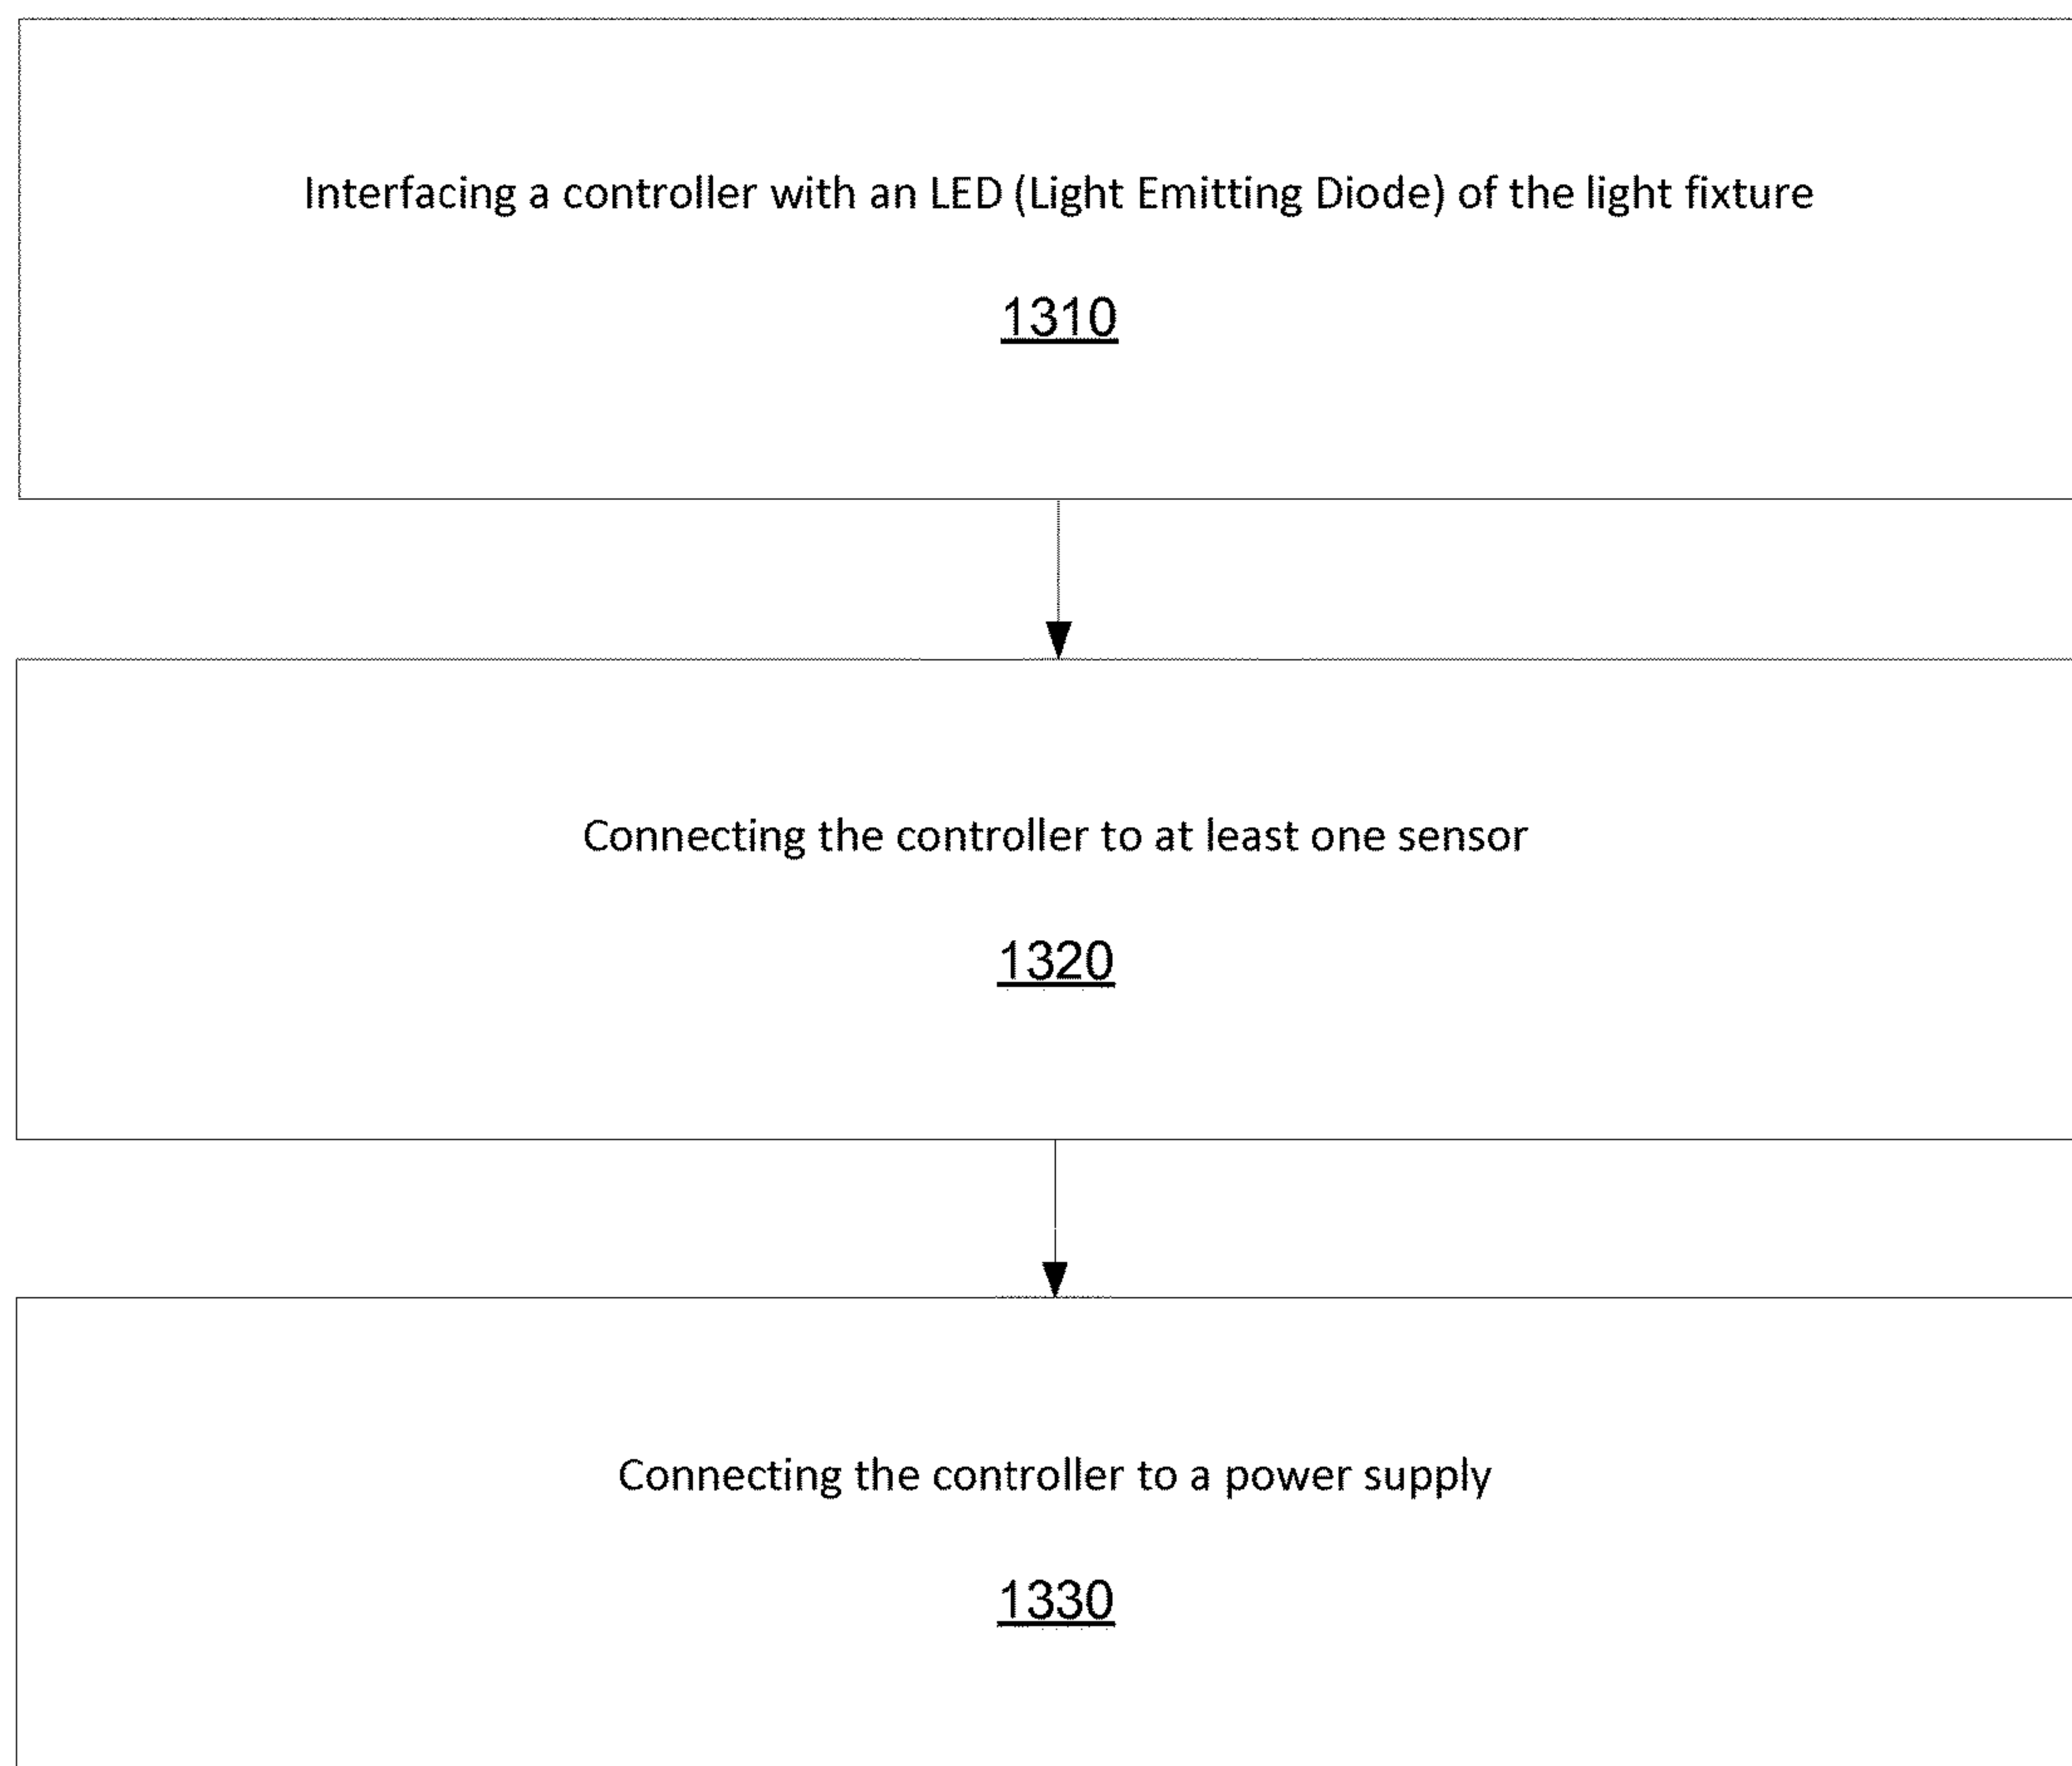 Interfacing a controller with an LED (Light Emitting Diode) of the light fixture
1310
Connecting the controller to at least one sensor
1320
Connecting the controller to a power supply
1330